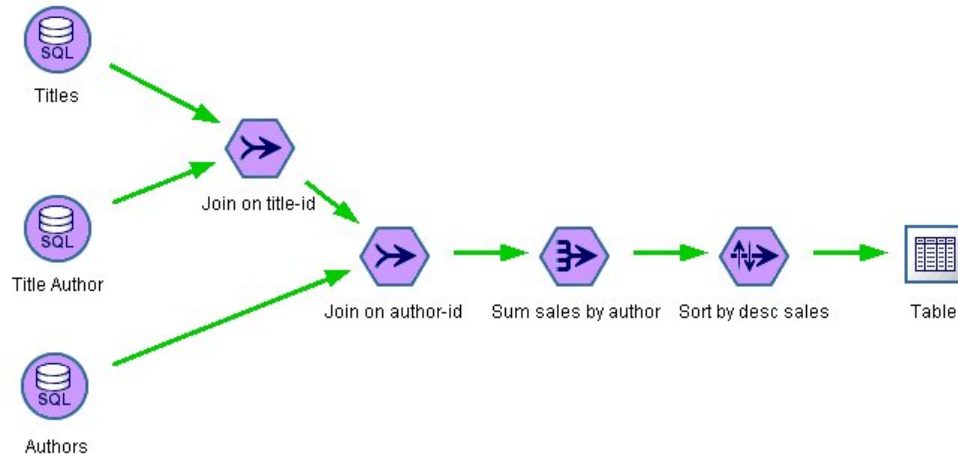 SQL
Titles
Join on title-id
SQL
Title Author
Join on author-id
Sum sales by author
Sort by desc sales
Table
SQL
Authors